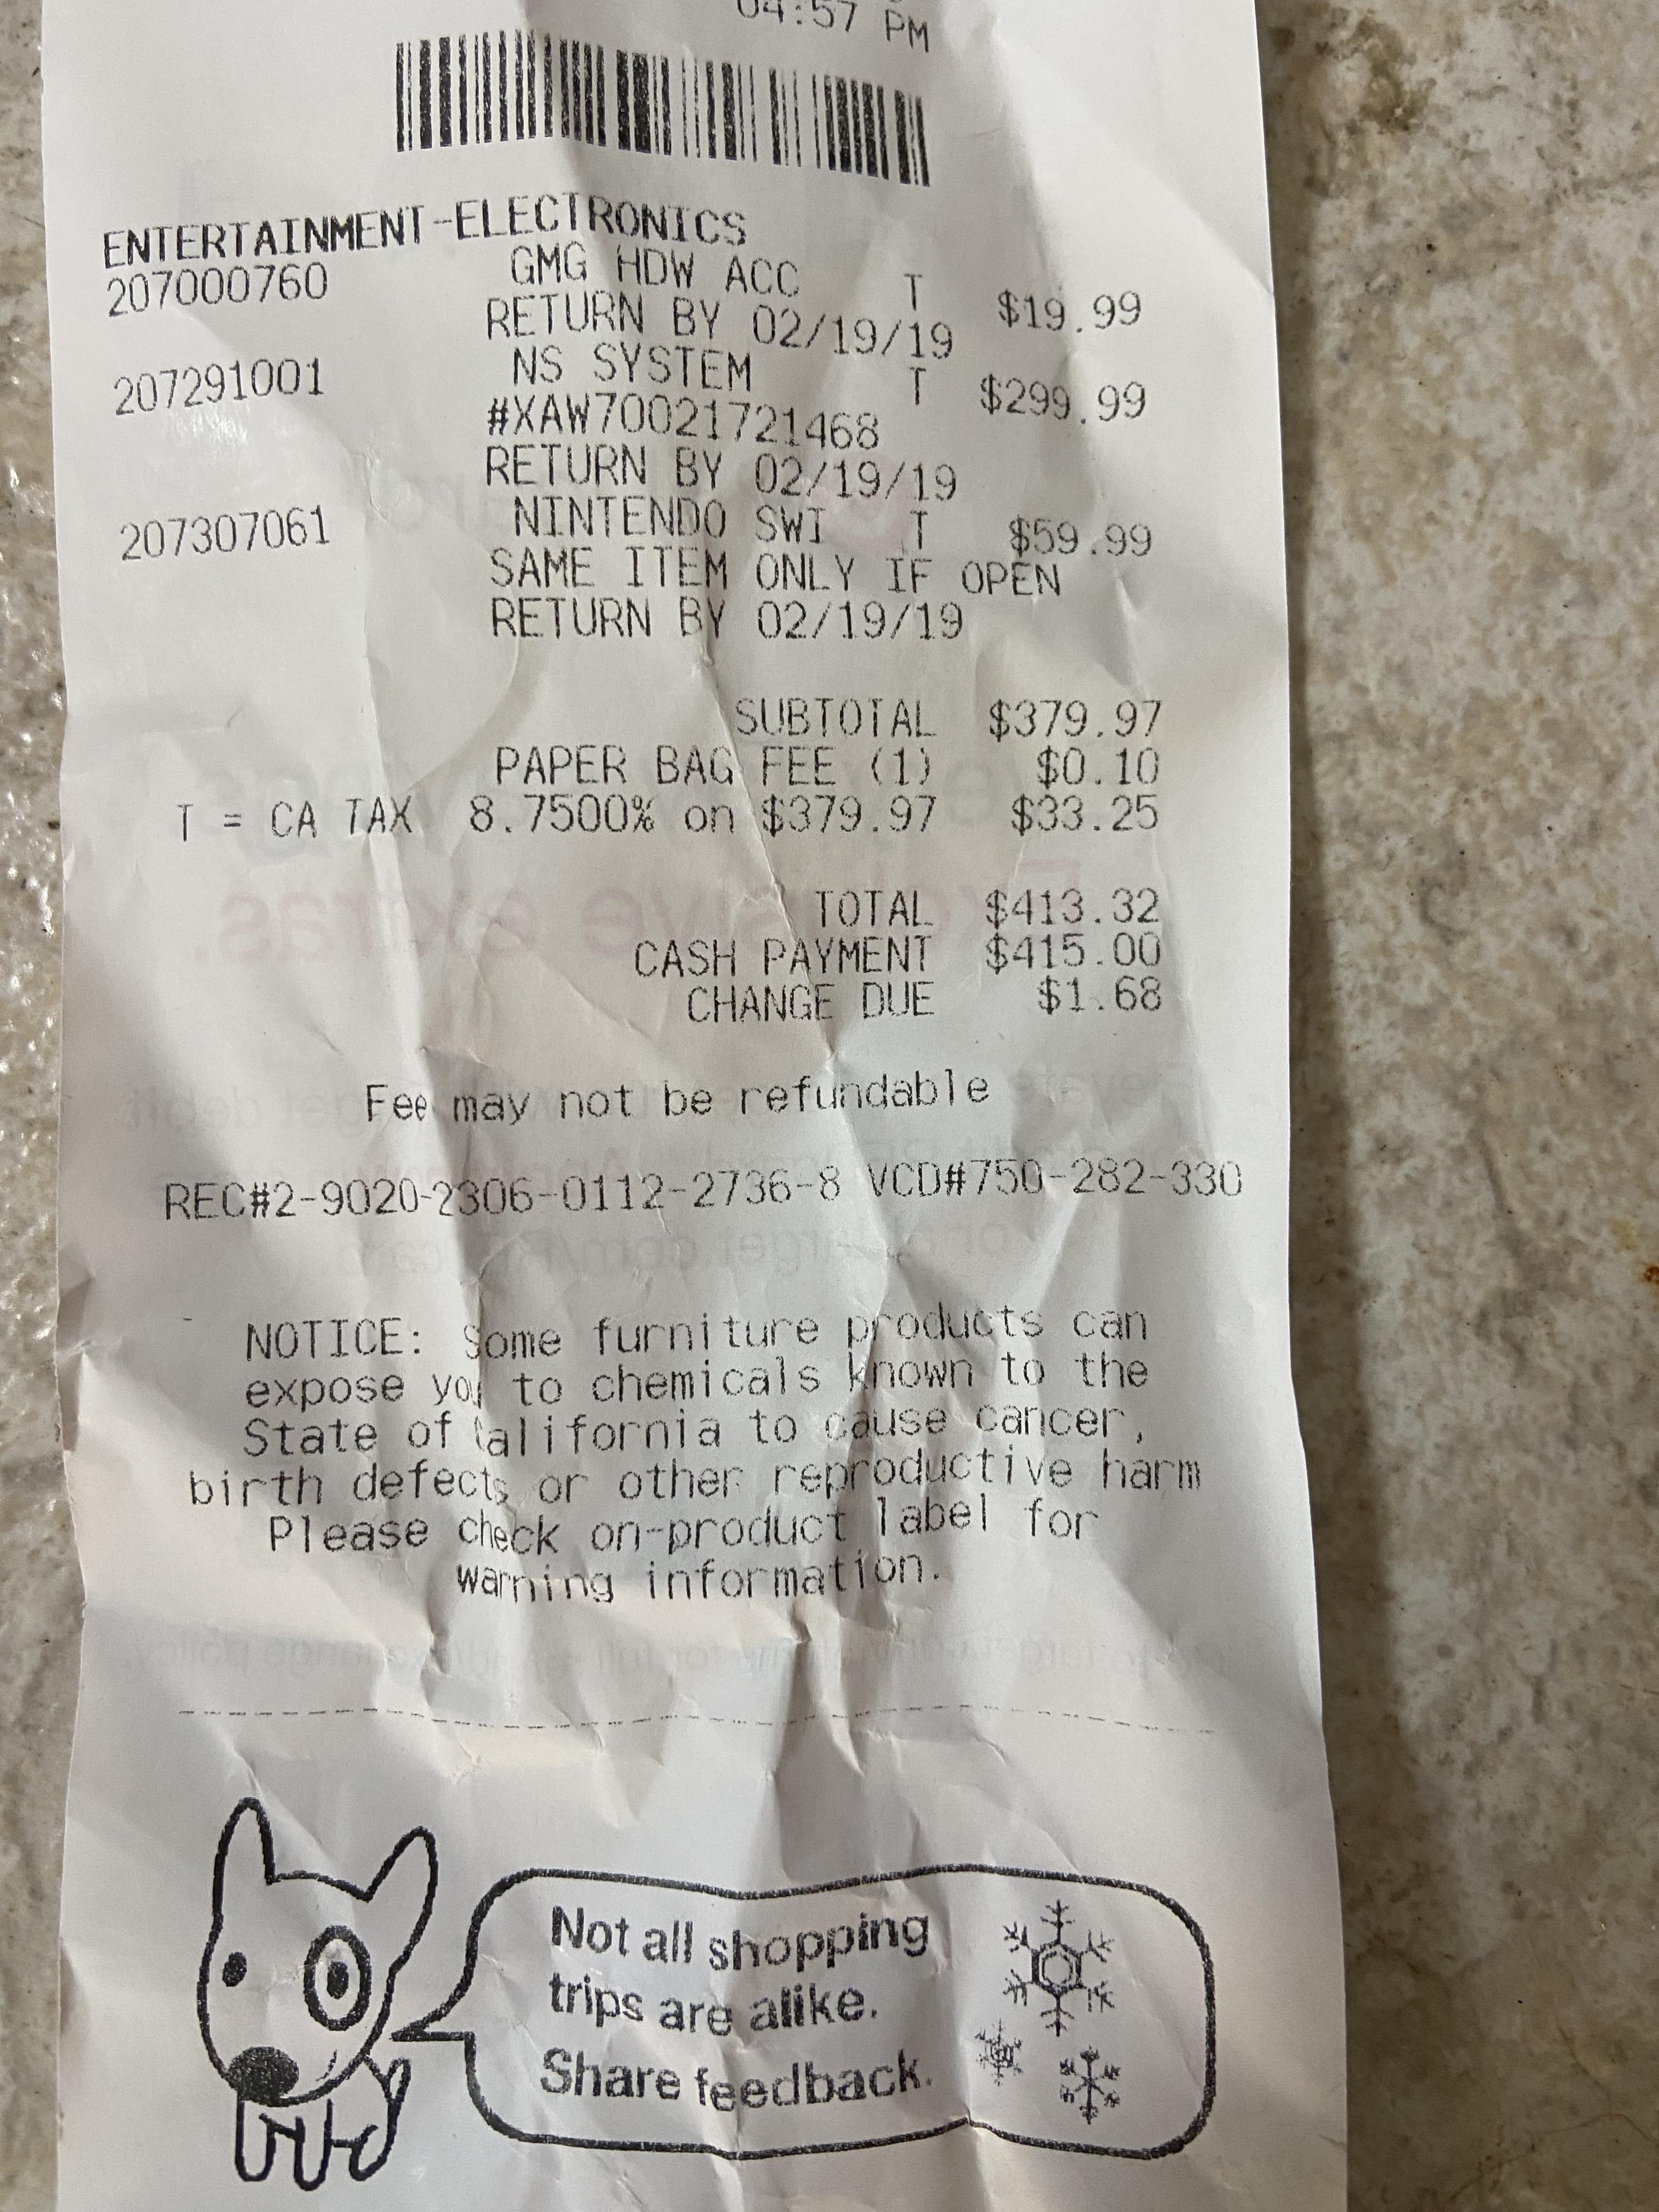 04:57 PM
ENTERTAINMENT-ELECTRONICS
207000760 GMG HDW ACC T $19.99
RETURN BY 02/19/19
207291001 NS SYSTEM T $299.99
#XAW70021721468
RETURN BY 02/19/19
207307061 NINTENDO SWI T $59.99
SAME ITEM ONLY IF OPEN
RETURN BY 02/19/19
SUBTOTAL $379.97
PAPER BAG FEE (1) $0.10
T = CA TAX 8.7500% on $379.97 $33.25
TOTAL $413.32
CASH PAYMENT $415.00
CHANGE DUE $1.68
Fee may not be refundable
REC#2-9020-2306-0112-2736-8 VCD#750-282-330
NOTICE: Some furniture products can
expose you to chemicals known to the
State of California to cause cancer,
birth defects or other reproductive harm
Please check on-product label for
warning information.
Not all shopping
trips are alike.
Share feedback.